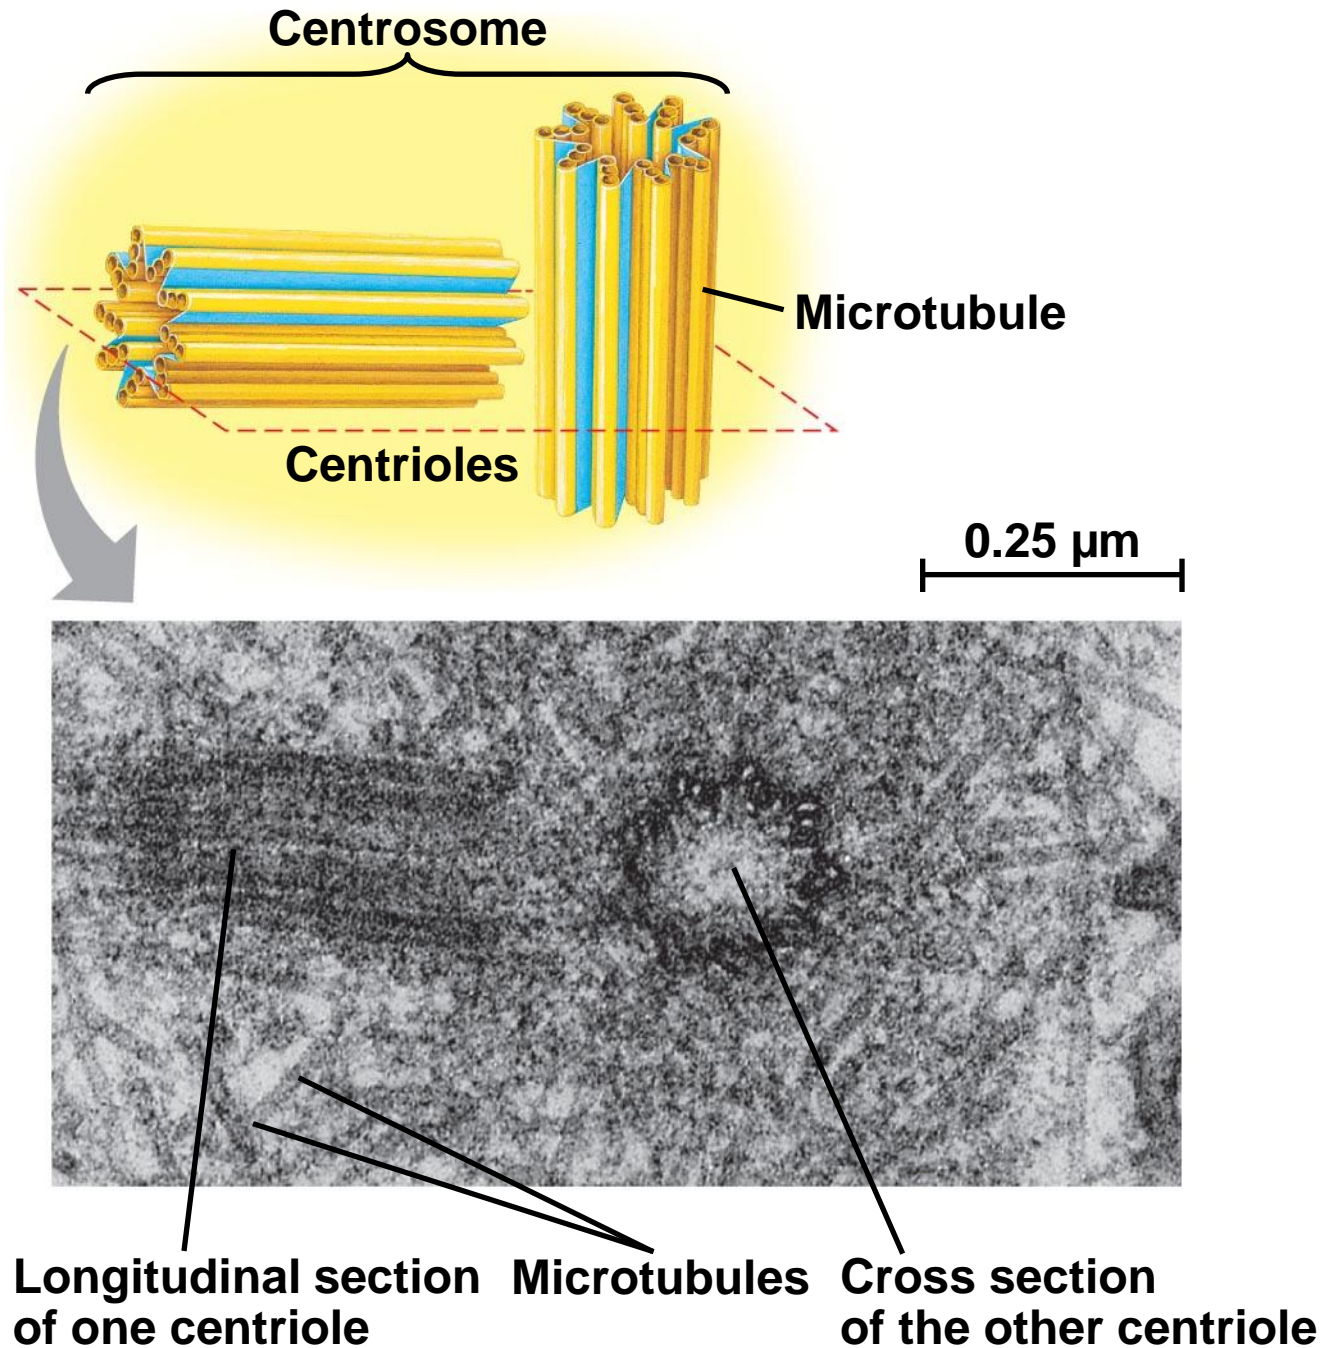 Centrosome
Microtubule
Centrioles
0.25 µm
Longitudinal section
of one centriole
Microtubules
Cross section
of the other centriole